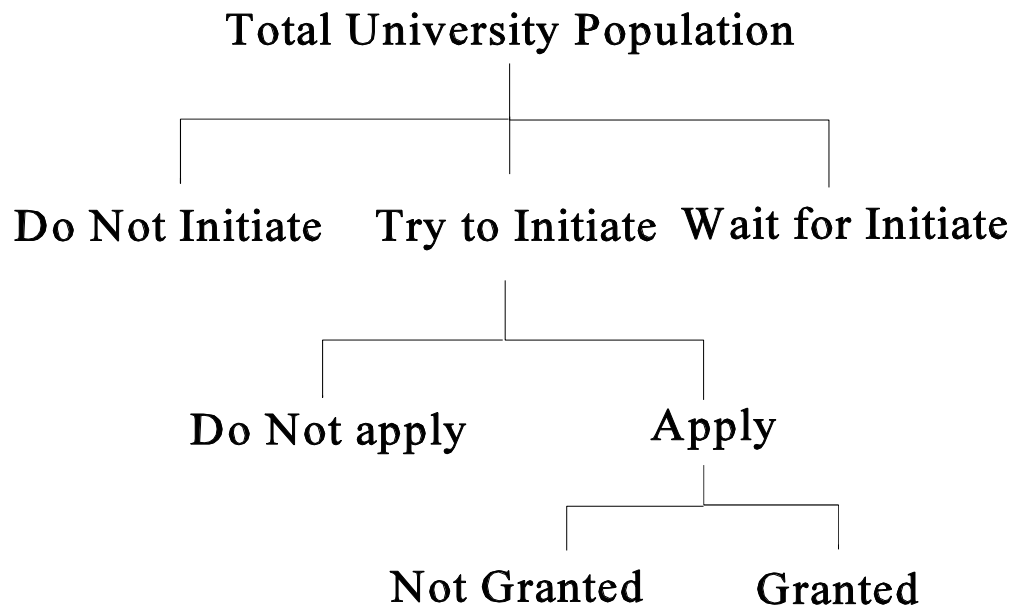 Total University Population
Do Not Initiate Try to Initiate Wait for Initiate
Do Not apply Apply
Not Granted Granted